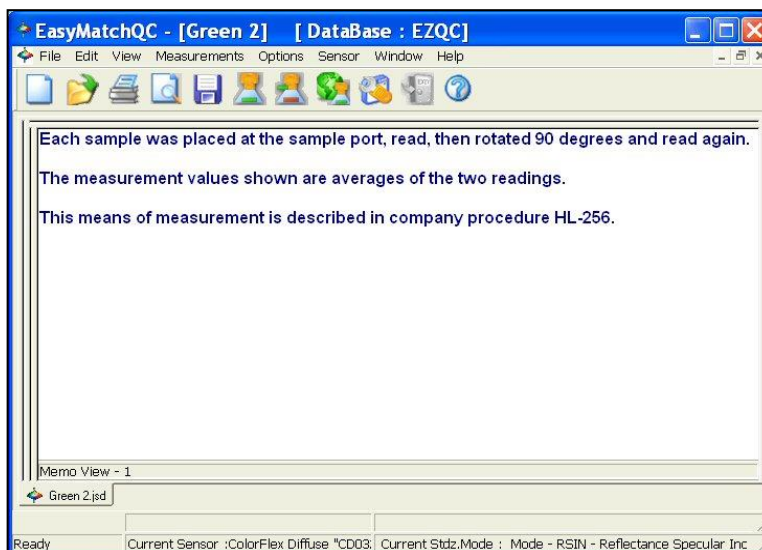 EasyMatchQC - [Green 2] [ DataBase : EZQC]
File Edit View Measurements Options Sensor Window Help
Each sample was placed at the sample port, read, then rotated 90 degrees and read again.
The measurement values shown are averages of the two readings.
This means of measurement is described in company procedure HL-256.
Memo View - 1
Green 2.jsd
Ready Current Sensor :ColorFlex Diffuse "CD03: Current Stdz.Mode : Mode - RSIN - Reflectance Specular Inc